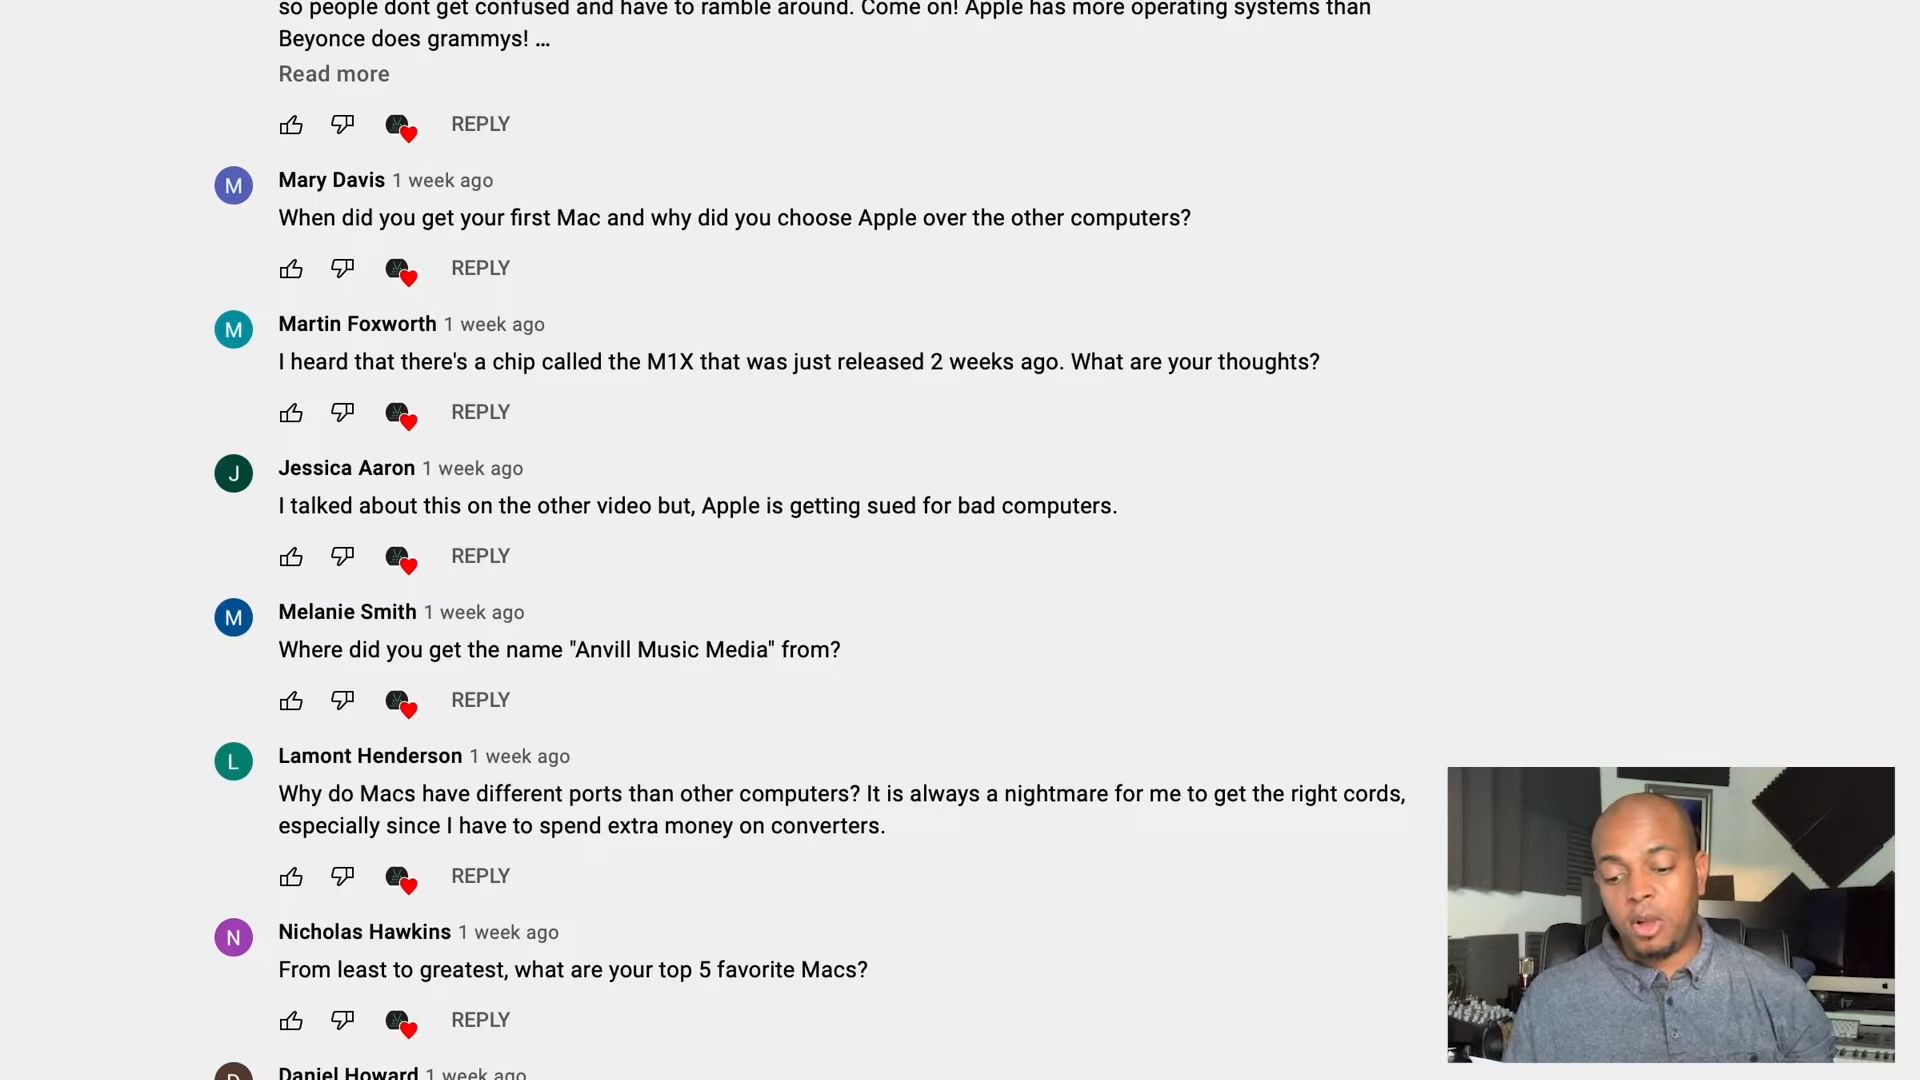 so people dont get confused and have to ramble around. Come on! Apple has more operating systems than
Beyonce does grammys! ...
Read more
REPLY
M
Mary Davis 1 week ago
When did you get your first Mac and why did you choose Apple over the other computers?
REPLY
M
Martin Foxworth 1 week ago
I heard that there's a chip called the M1X that was just released 2 weeks ago. What are your thoughts?
REPLY
J
Jessica Aaron 1 week ago
I talked about this on the other video but, Apple is getting sued for bad computers.
REPLY
M
Melanie Smith 1 week ago
Where did you get the name "Anvill Music Media" from?
REPLY
L
Lamont Henderson 1 week ago
Why do Macs have different ports than other computers? It is always a nightmare for me to get the right cords,
especially since I have to spend extra money on converters.
REPLY
N
Nicholas Hawkins 1 week ago
From least to greatest, what are your top 5 favorite Macs?
REPLY
D
Daniel Howard 1 week ago